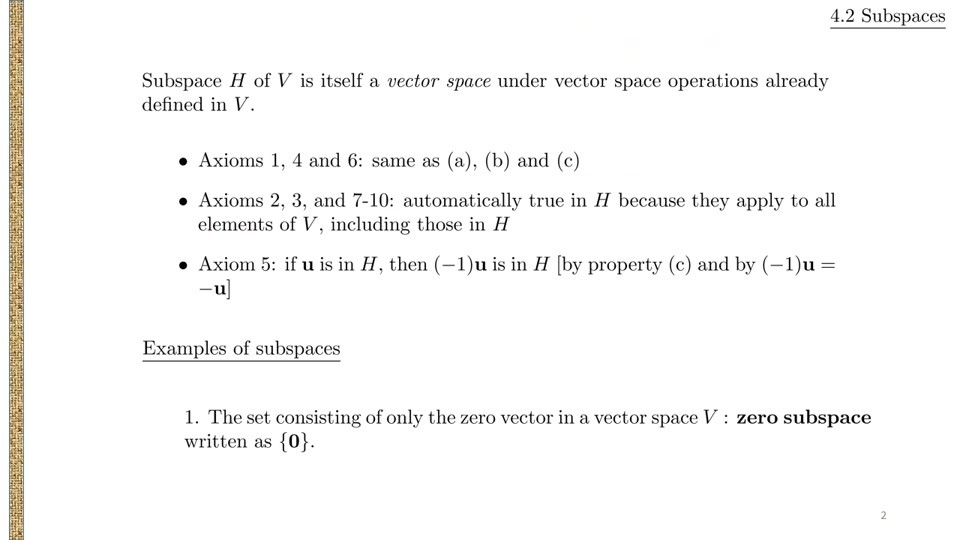 4.2 Subspaces
Subspace H of V is itself a vector space under vector space operations already
defined in V.
• Axioms 1, 4 and 6: same as (a), (b) and (c)
• Axioms 2, 3, and 7-10: automatically true in H because they apply to all
elements of V, including those in H
• Axiom 5: if u is in H, then (−1)u is in H [by property (c) and by (−1)u =
−u]
Examples of subspaces
1. The set consisting of only the zero vector in a vector space V : zero subspace
written as {0}.
2